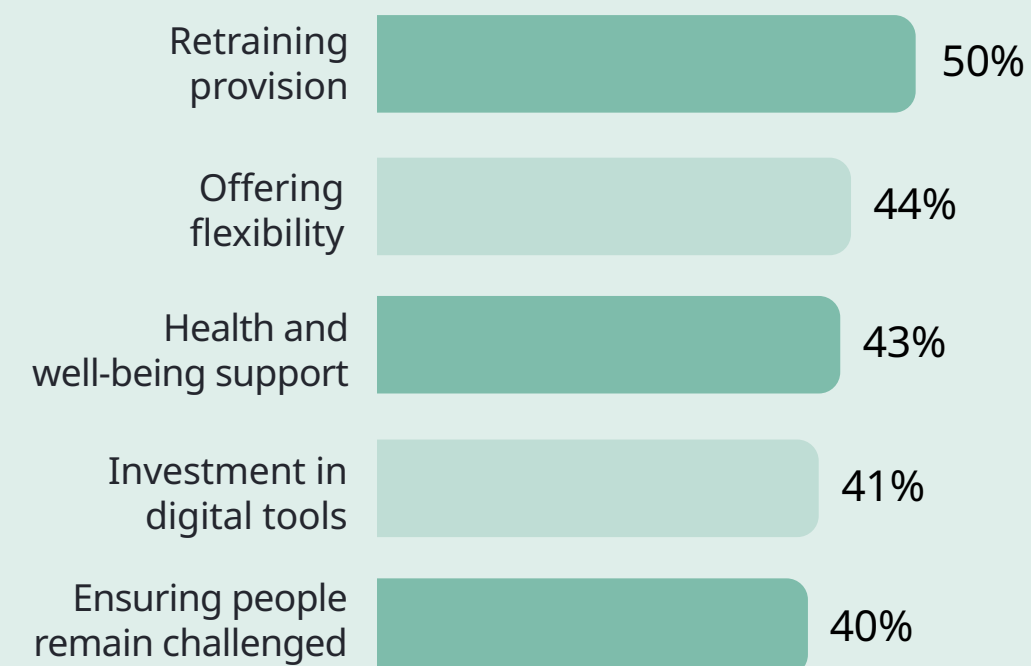 Retraining
provision
50%
Offering
flexibility
44%
Health and
well-being support
43%
Investment in
digital tools
41%
Ensuring people
remain challenged
40%